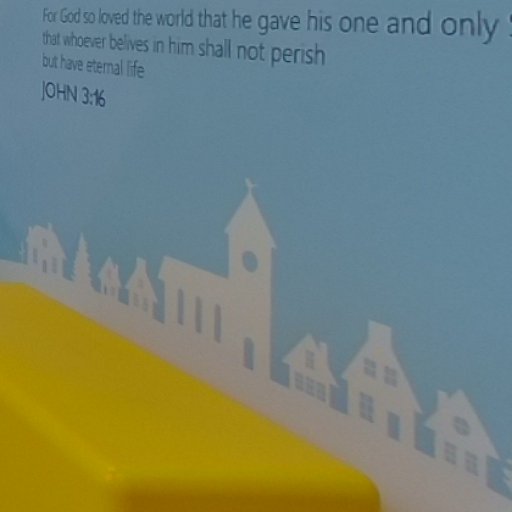 For God so loved the world that he gave his one and only
that whoever belives in him shall not perish
but have eternal life
JOHN 3:16